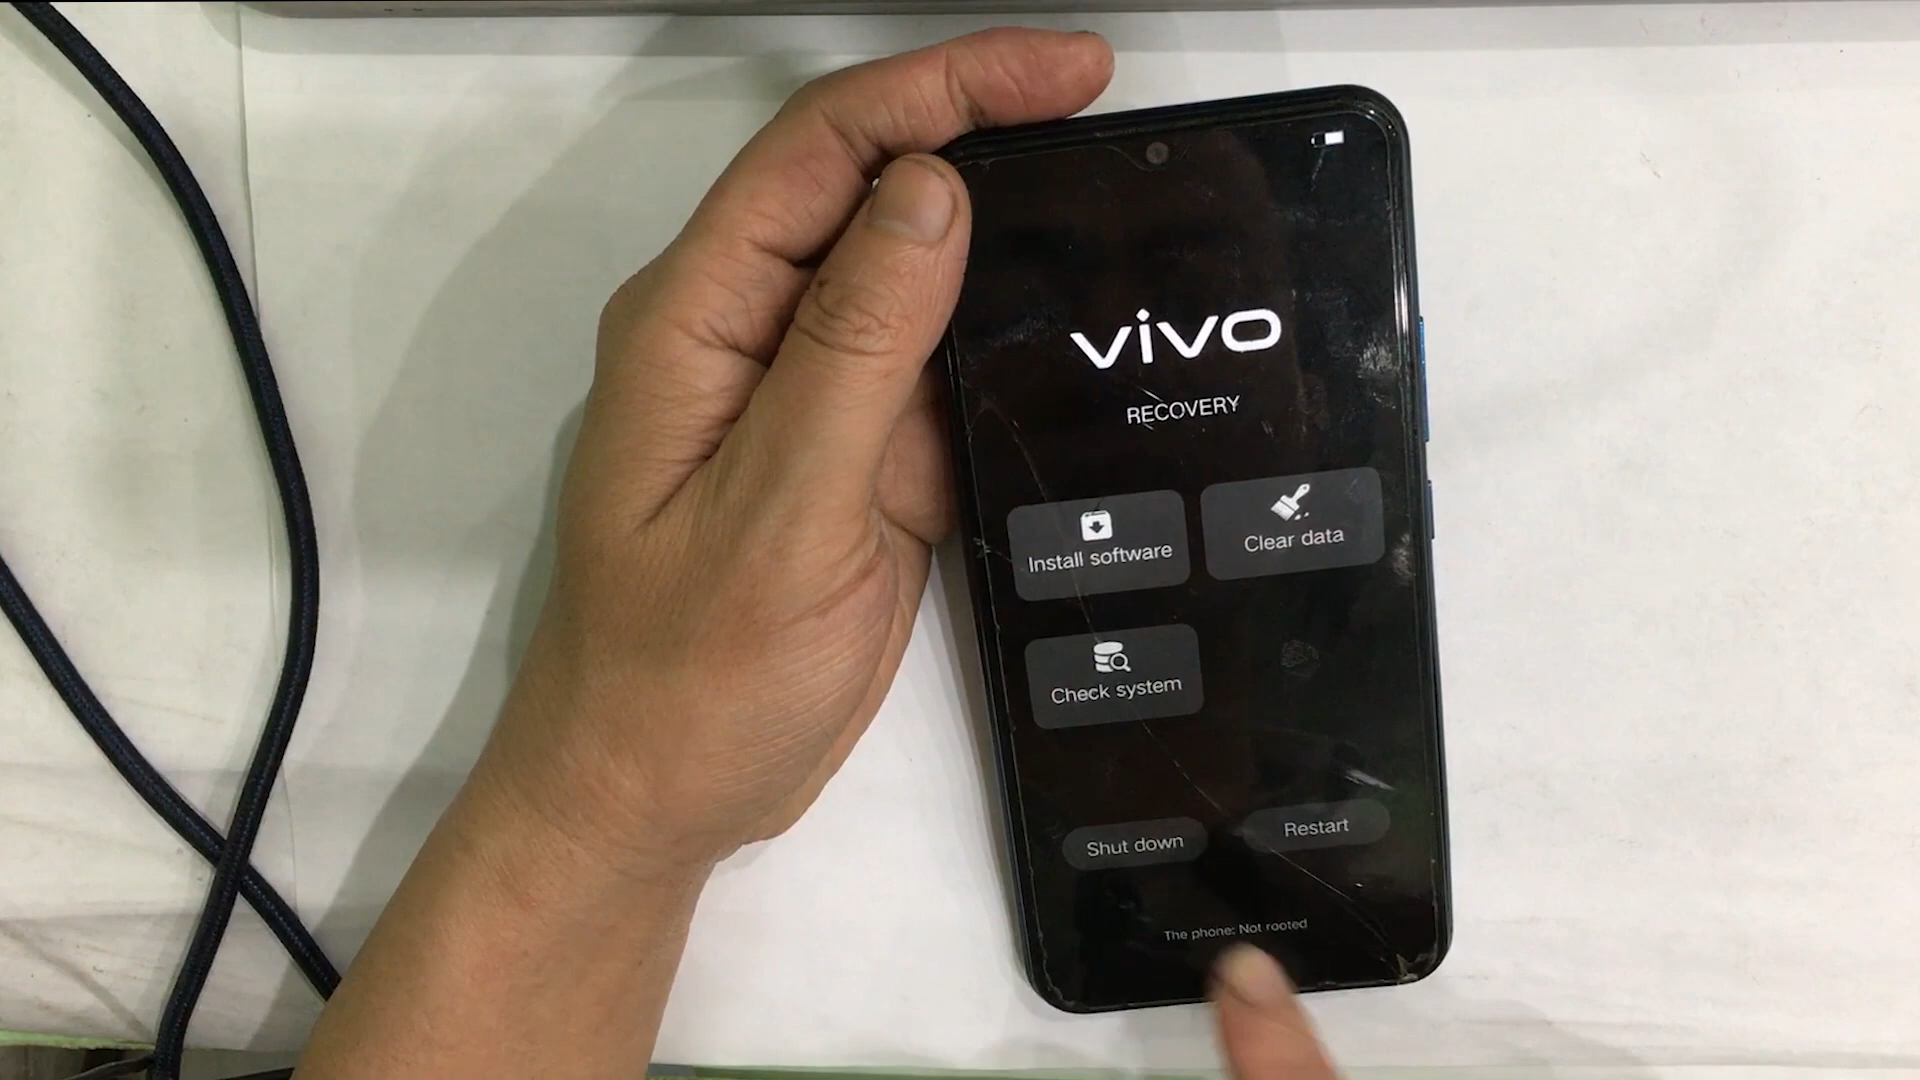 vivo
RECOVERY
Install software
Clear data
Check system
Shut down
Restart
The phone: Not rooted